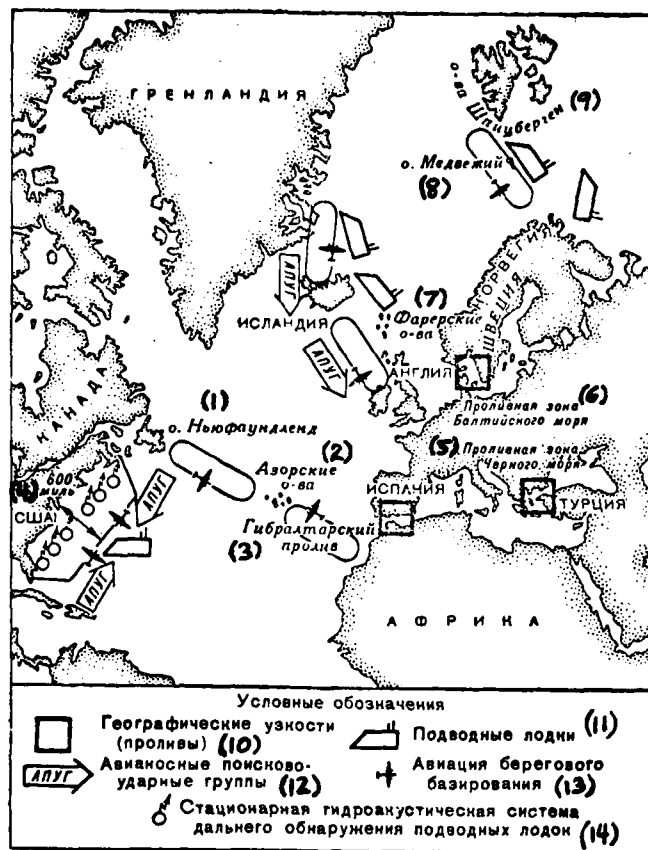 о-ва Шпицберген (9)
ГРЕНЛАНДИЯ
о. Медвежий
(8)
НОРВЕГИЯ
ШВЕЦИЯ
АПУГ
(7)
Фарерские
о-ва
ИСЛАНДИЯ
АПУГ
АНГЛИЯ
КАНАДА
(1)
о. Ньюфаундленд
(6)
Проливная зона
Балтийского моря
(2)
Азорские
о-ва
(5) Проливная зона
Черного моря
600
миль
США
АПУГ
ИСПАНИЯ
ТУРЦИЯ
(3)
Гибралтарский
пролив
АПУГ
АФРИКА
Условные обозначения
Географические узкости
(проливы) (10)
Подводные лодки (11)
АПУГ
Авианосные поисково-
ударные группы (12)
Авиация берегового
базирования (13)
Стационарная гидроакустическая система
дальнего обнаружения подводных лодок (14)